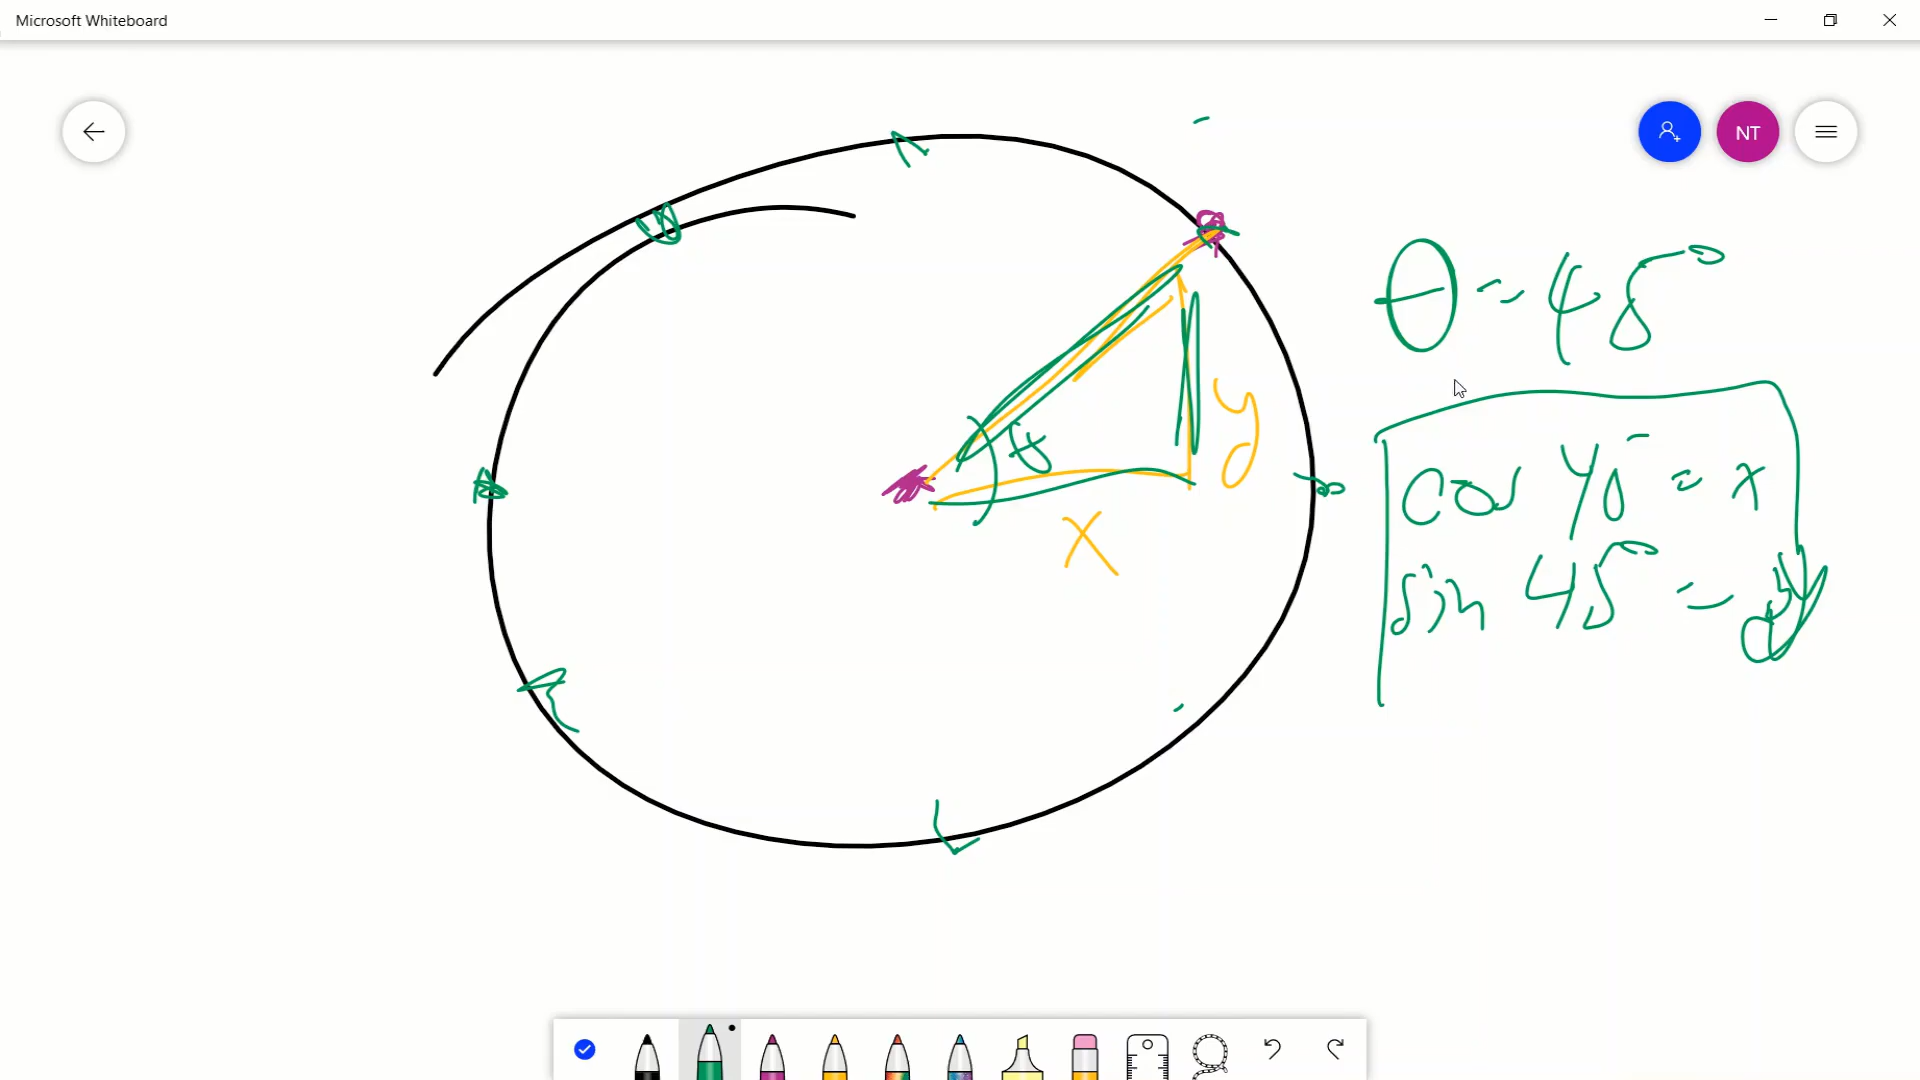 Microsoft Whiteboard
NT
θ = 45°
y
x
cos 45° = x
sin 45° = y